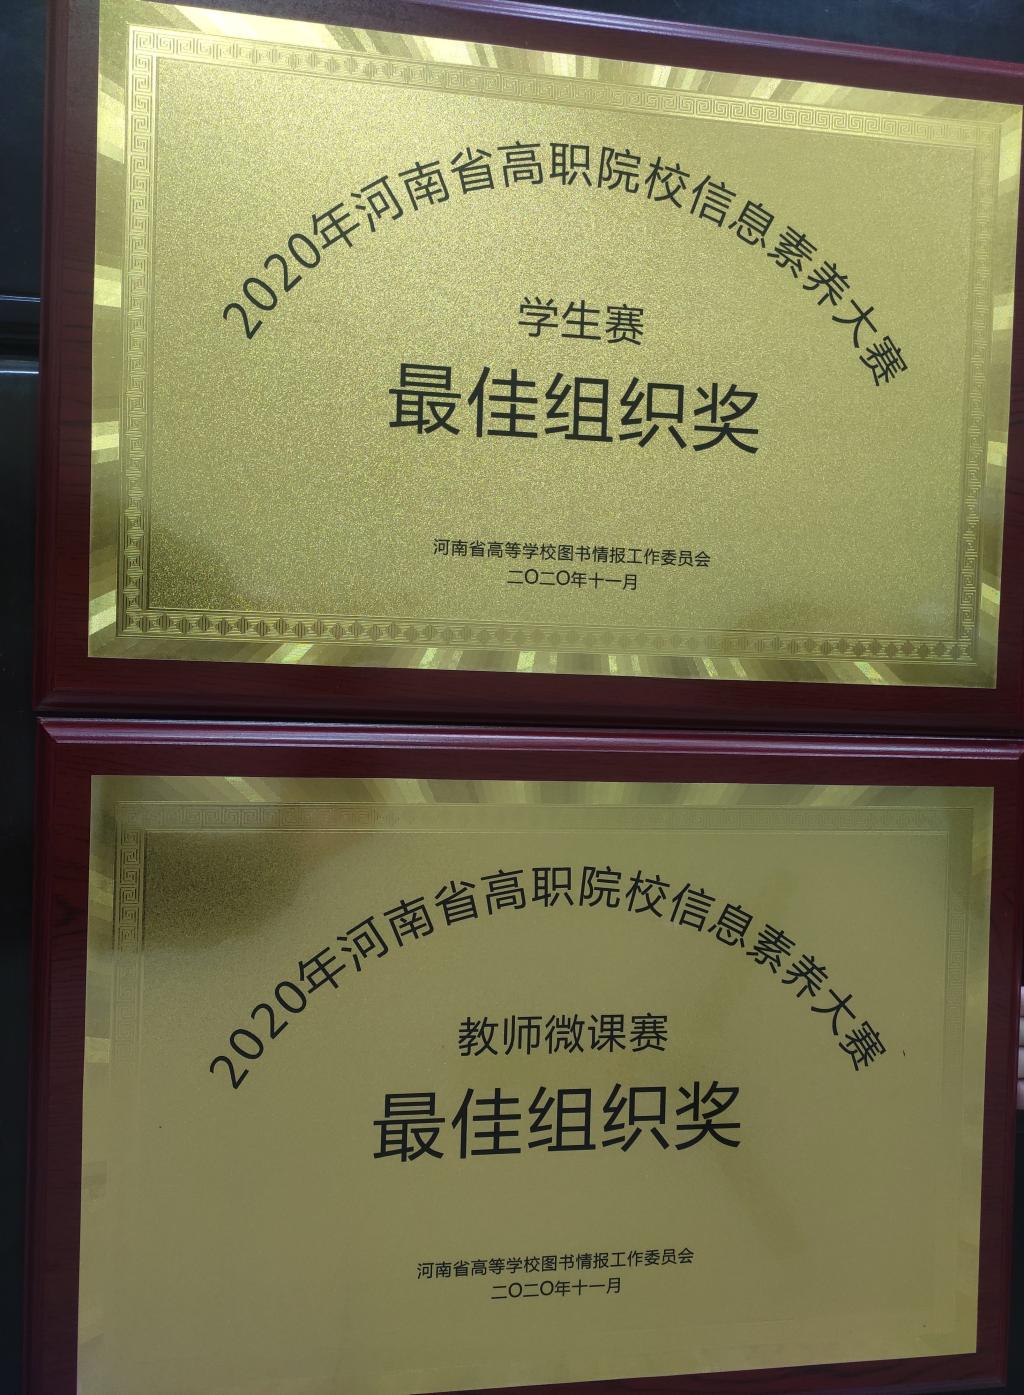 2020年河南省高职院校信息素养大赛
学生赛
最佳组织奖
河南省高等学校图书情报工作委员会
二〇二〇年十一月
2020年河南省高职院校信息素养大赛
教师微课赛
最佳组织奖
河南省高等学校图书情报工作委员会
二〇二〇年十一月